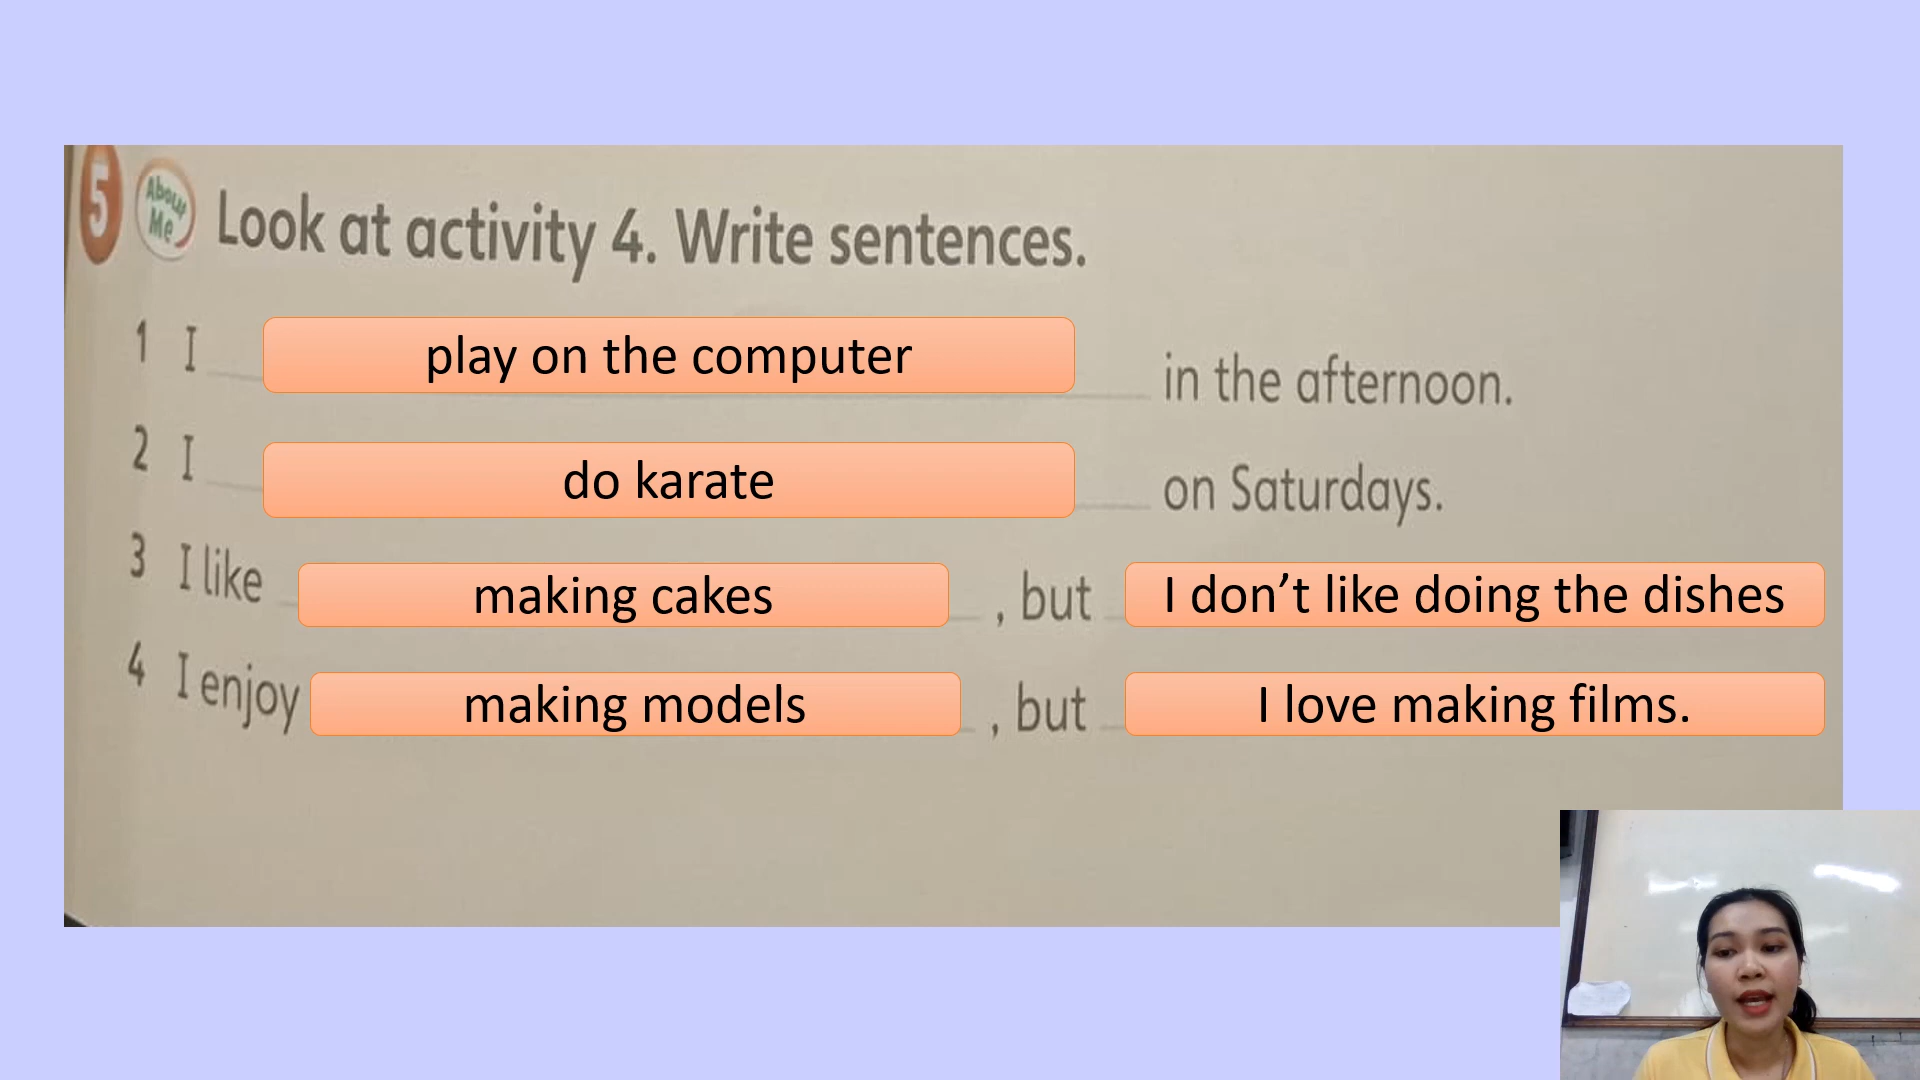 5 About Me Look at activity 4. Write sentences.
1 I play on the computer in the afternoon.
2 I do karate on Saturdays.
3 I like making cakes , but I don’t like doing the dishes
4 I enjoy making models , but I love making films.